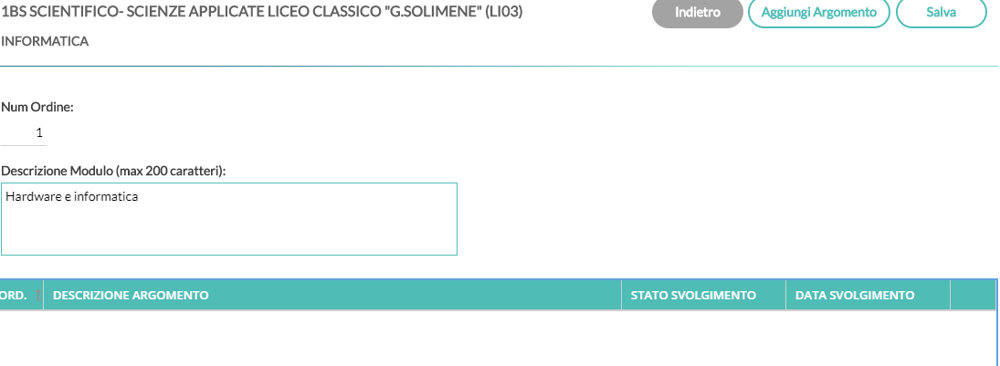 1BS SCIENTIFICO- SCIENZE APPLICATE LICEO CLASSICO "G.SOLIMENE" (LI03)
Indietro
Aggiungi Argomento
Salva
INFORMATICA
Num Ordine:
1
Descrizione Modulo (max 200 caratteri):
Hardware e informatica
ORD. DESCRIZIONE ARGOMENTO STATO SVOLGIMENTO DATA SVOLGIMENTO